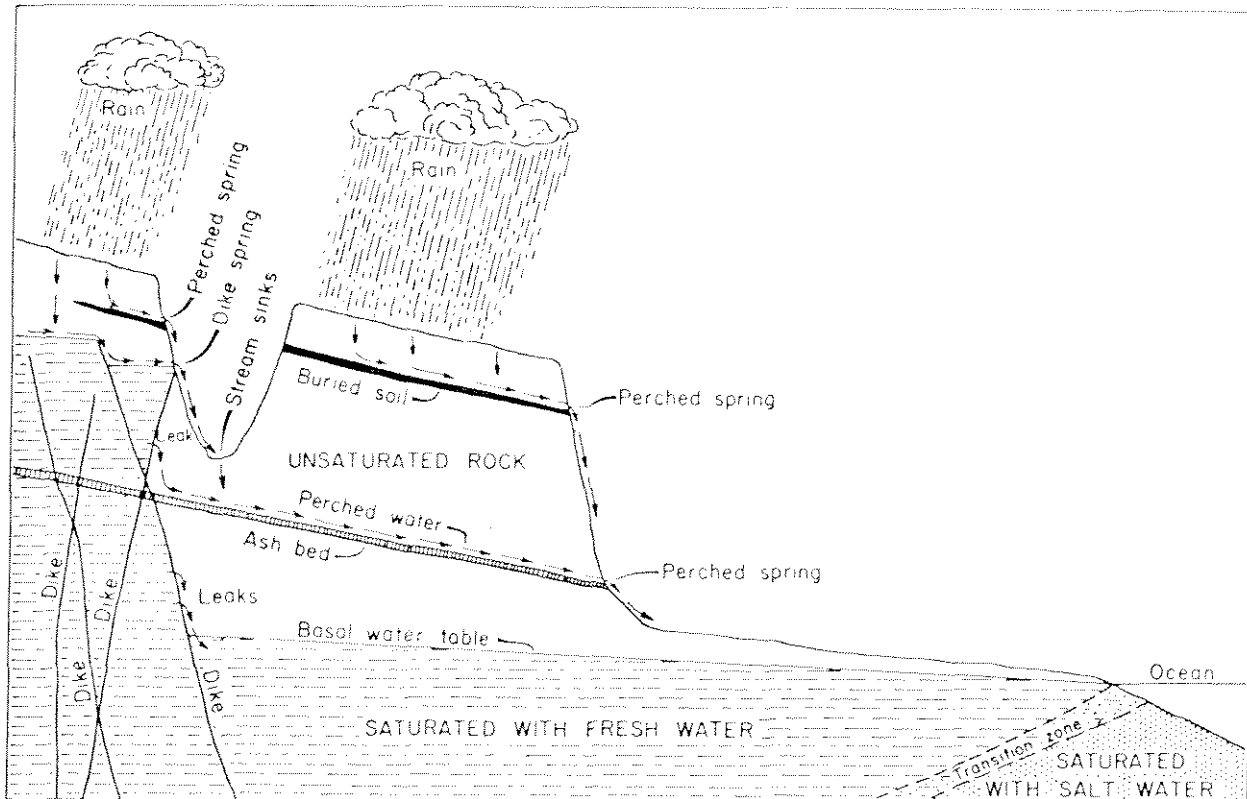 Rain
Rain
Perched spring
Dike spring
Stream sinks
Buried soil
Perched spring
Leak
UNSATURATED ROCK
Perched water
Ash bed
Perched spring
Dike
Dike
Dike
Dike
Leaks
Basal water table
Ocean
SATURATED WITH FRESH WATER
Transition zone
SATURATED
WITH SALT WATER